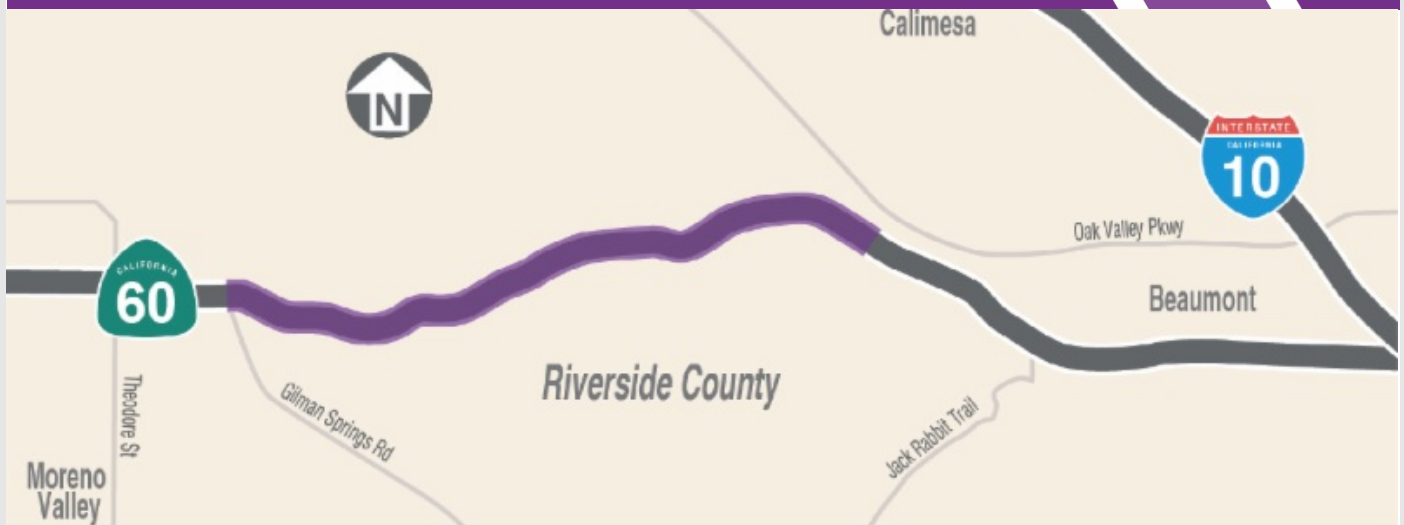 Calimesa
N
INTERSTATE
CALIFORNIA
10
Oak Valley Pkwy
CALIFORNIA
60
Beaumont
Riverside County
Theodore St
Gilman Springs Rd
Jack Rabbit Trail
Moreno
Valley